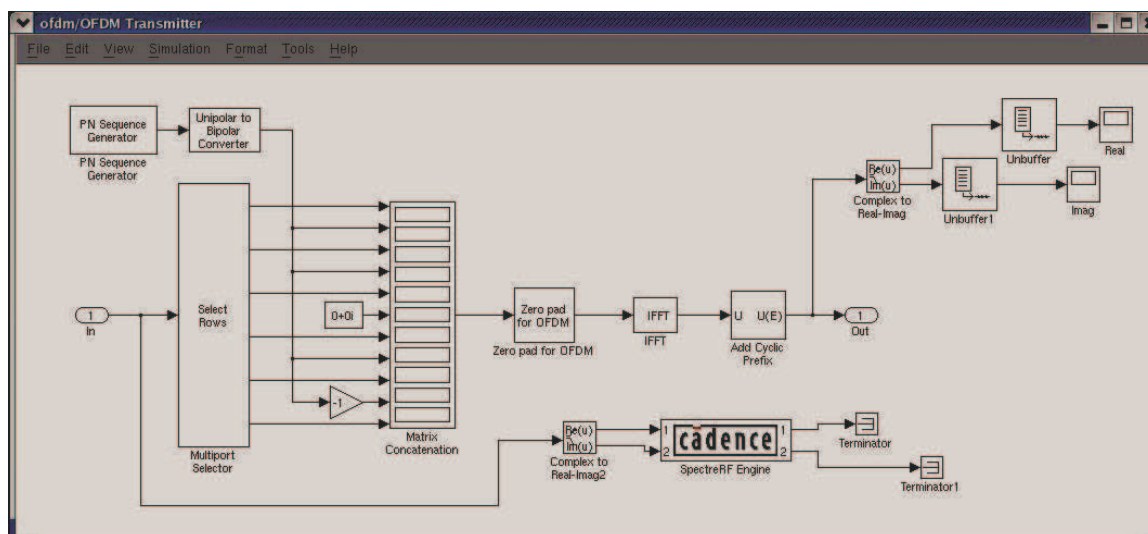 ofdm/OFDM Transmitter
File Edit View Simulation Format Tools Help
PN Sequence
Generator
PN Sequence
Generator
Unipolar to
Bipolar
Converter
Unbuffer
Real
Re(u)
Im(u)
Complex to
Real-Imag
Unbuffer1
Imag
1
In
Select
Rows
Multiport
Selector
0+0i
-1
Matrix
Concatenation
Zero pad
for OFDM
Zero pad for OFDM
IFFT
IFFT
U U(E)
Add Cyclic
Prefix
1
Out
Re(u)
Im(u)
Complex to
Real-Imag2
1 cādence 1
2 2
SpectreRF Engine
Terminator
Terminator1